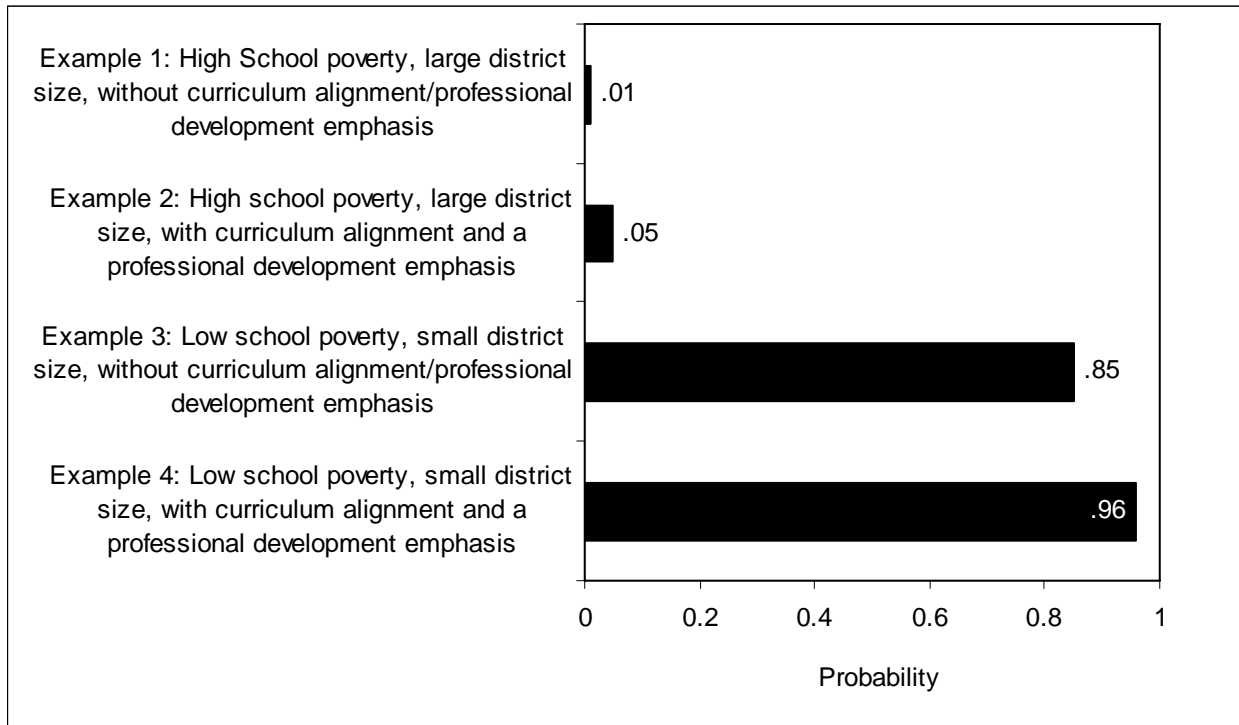 Example 1: High School poverty, large district
size, without curriculum alignment/professional
development emphasis
.01
Example 2: High school poverty, large district
size, with curriculum alignment and a
professional development emphasis
.05
Example 3: Low school poverty, small district
size, without curriculum alignment/professional
development emphasis
.85
Example 4: Low school poverty, small district
size, with curriculum alignment and a
professional development emphasis
.96
0 0.2 0.4 0.6 0.8 1
Probability